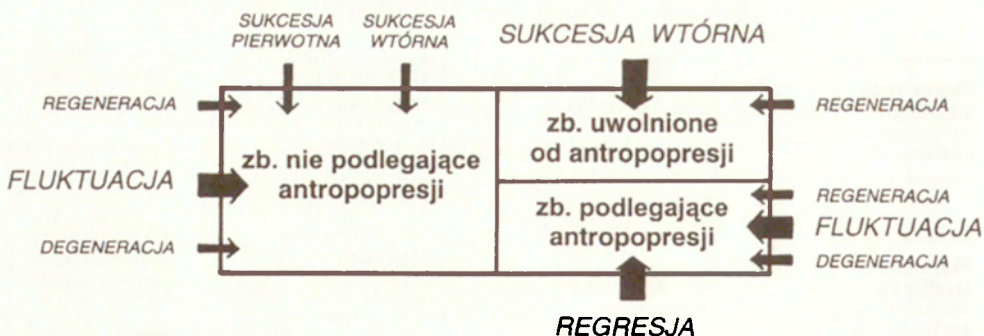 SUKCESJA
PIERWOTNA
SUKCESJA
WTÓRNA
SUKCESJA WTÓRNA
REGENERACJA
FLUKTUACJA
DEGENERACJA
zb. nie podlegające
antropopresji
zb. uwolnione
od antropopresji
REGENERACJA
zb. podlegające
antropopresji
REGENERACJA
FLUKTUACJA
DEGENERACJA
REGRESJA